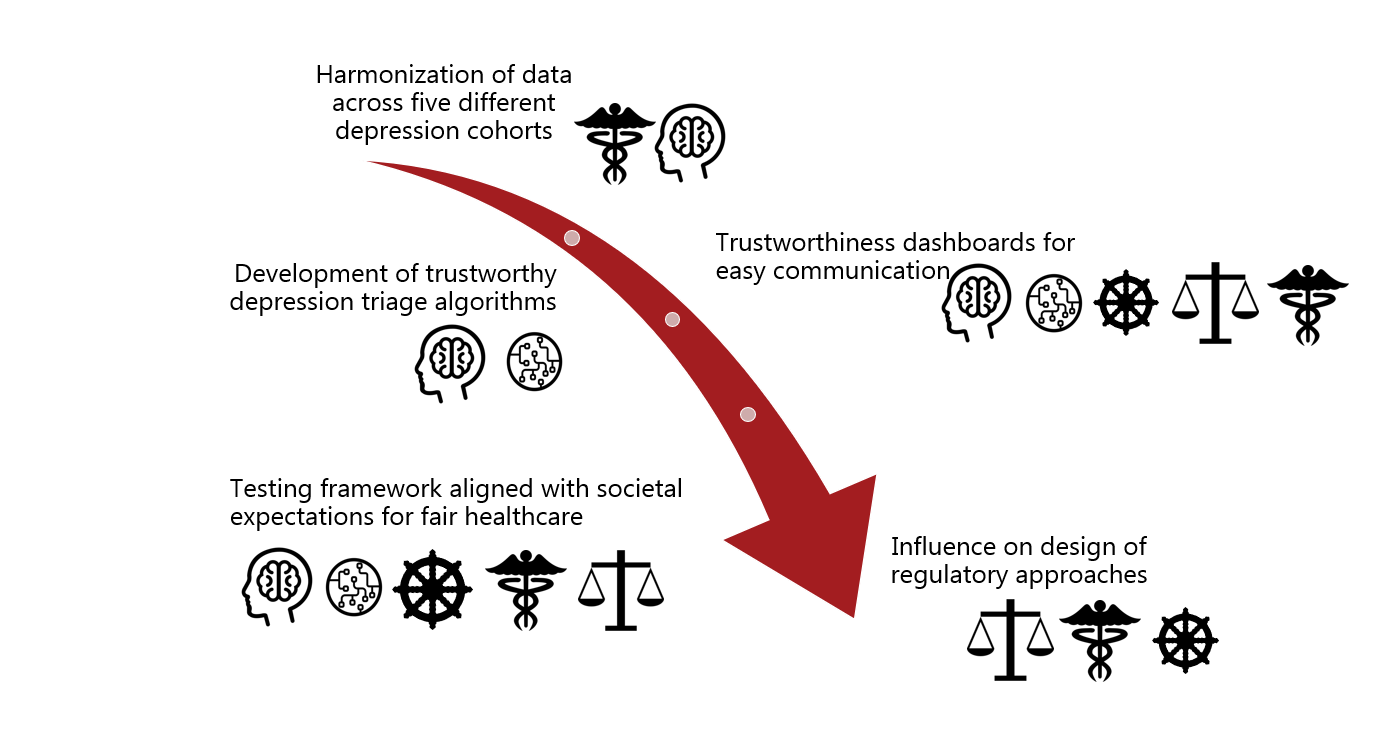 Harmonization of data
across five different
depression cohorts
Trustworthiness dashboards for
easy communication
Development of trustworthy
depression triage algorithms
Testing framework aligned with societal
expectations for fair healthcare
Influence on design of
regulatory approaches